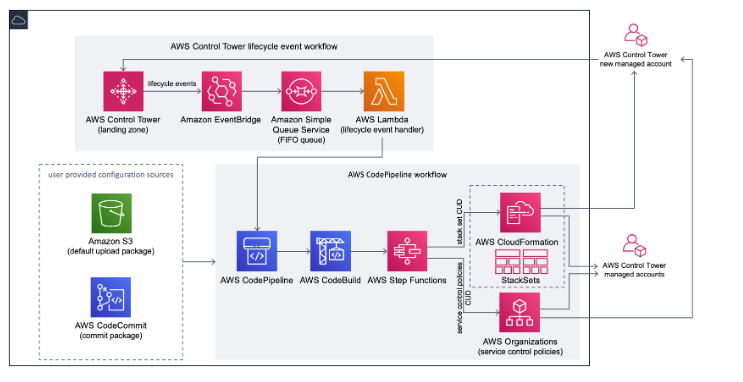 AWS Control Tower lifecycle event workflow
lifecycle events
AWS Control Tower
(landing zone)
Amazon EventBridge
Amazon Simple
Queue Service
(FIFO queue)
AWS Lambda
(lifecycle event handler)
AWS Control Tower
new managed account
user provided configuration sources
Amazon S3
(default upload package)
AWS CodeCommit
(commit package)
AWS CodePipeline workflow
AWS CodePipeline
AWS CodeBuild
AWS Step Functions
stack set CUD
service control policies
CUD
AWS CloudFormation
StackSets
AWS Organizations
(service control policies)
AWS Control Tower
managed accounts